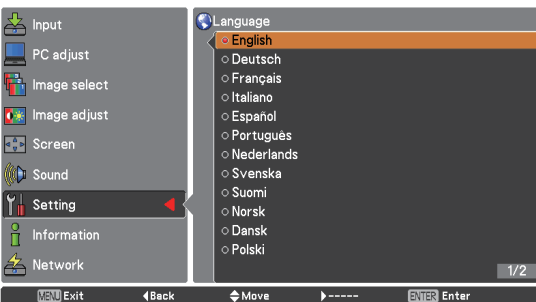 Input
PC adjust
Image select
Image adjust
Screen
Sound
Setting
Information
Network
Language
English
Deutsch
Français
Italiano
Español
Português
Nederlands
Svenska
Suomi
Norsk
Dansk
Polski
1/2
MENU Exit
Back
Move
-----
ENTER Enter